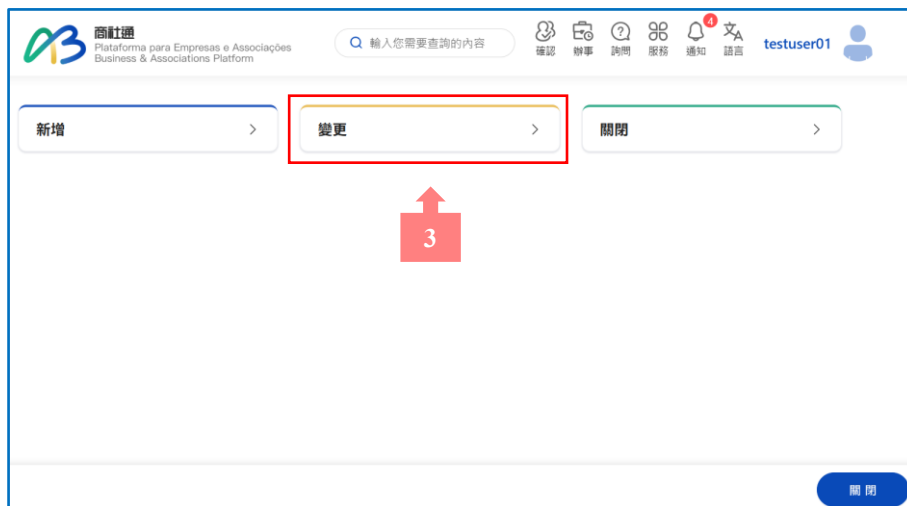 商社通
Plataforma para Empresas e Associações
Business & Associations Platform
輸入您需要查詢的內容
確認
辦事
詢問
服務
4
通知
語言
testuser01
新增
變更
關閉
3
關閉